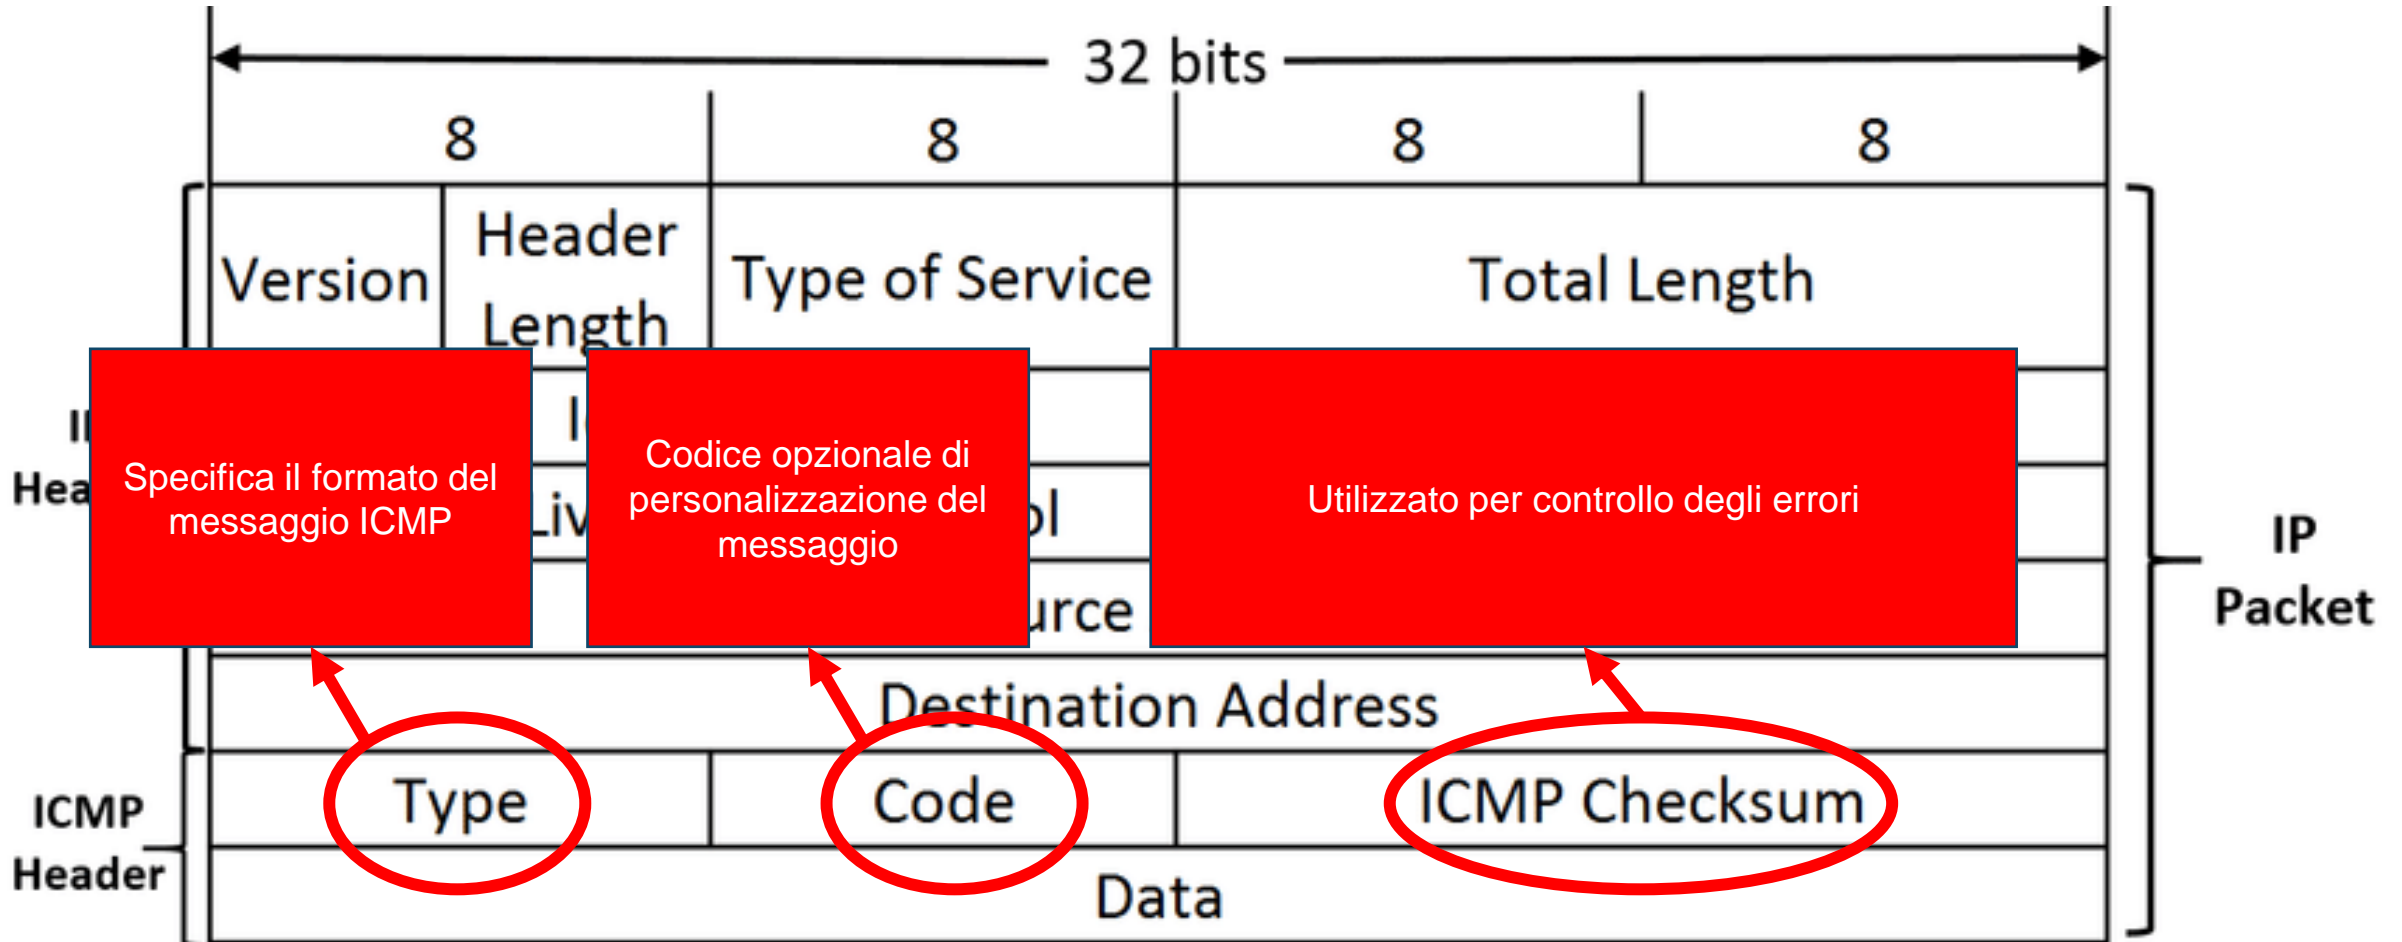 32 bits
8 8 8 8
Header
Version Type of Service Total Length
Length
Specifica il formato del
messaggio ICMP
Codice opzionale di
personalizzazione del
messaggio
Utilizzato per controllo degli errori
IP
Packet
Destination Address
Type Code ICMP Checksum
ICMP
Header
Data